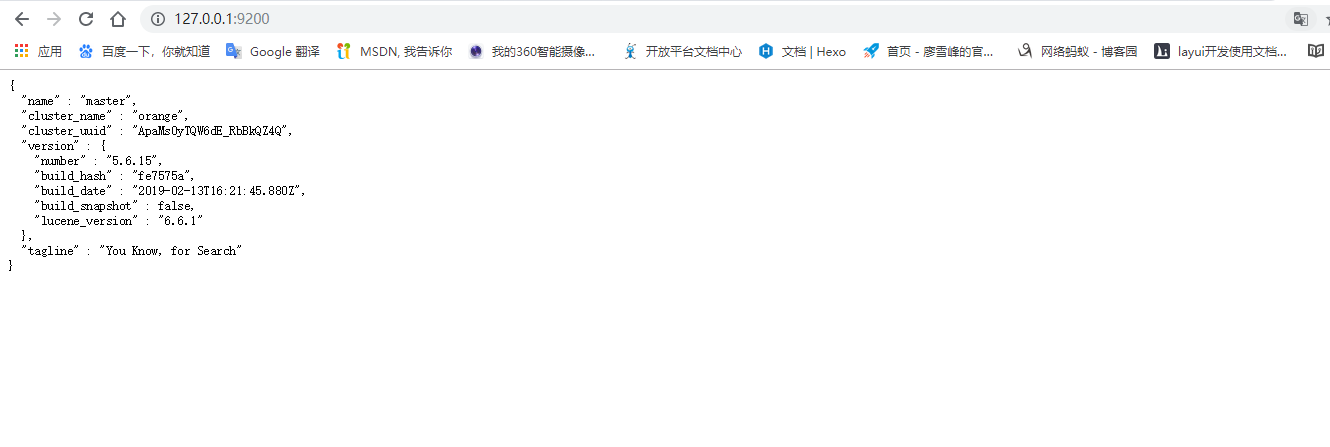 127.0.0.1:9200
应用 百度一下，你就知道 Google 翻译 MSDN, 我告诉你 我的360智能摄像... 开放平台文档中心 文档 | Hexo 首页 - 廖雪峰的官... 网络蚂蚁 - 博客园 layui开发使用文档...
{
"name" : "master",
"cluster_name" : "orange",
"cluster_uuid" : "ApaMsOyTQW6dE_RbBkQZ4Q",
"version" : {
"number" : "5.6.15",
"build_hash" : "fe7575a",
"build_date" : "2019-02-13T16:21:45.880Z",
"build_snapshot" : false,
"lucene_version" : "6.6.1"
},
"tagline" : "You Know, for Search"
}